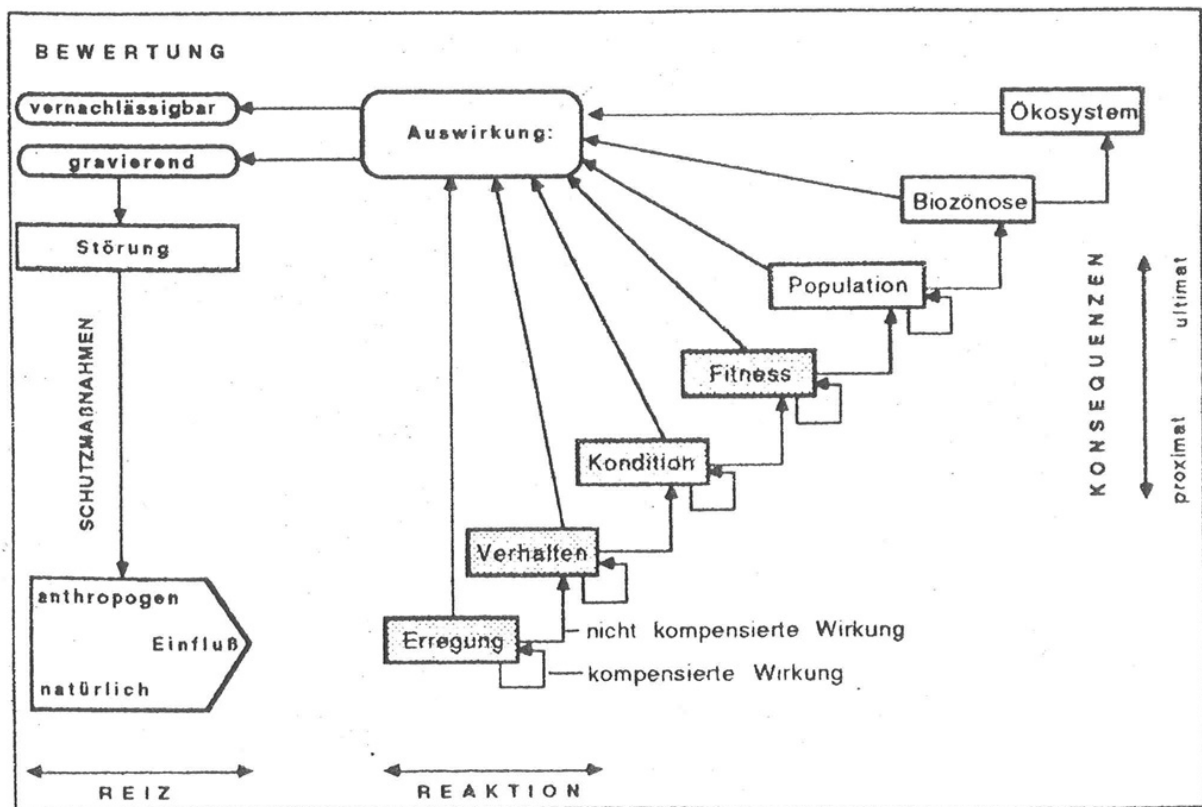 BEWERTUNG
vernachlässigbar
gravierend
Störung
SCHUTZMAßNAHMEN
anthropogen
Einfluß
natürlich
REIZ
Auswirkung:
Ökosystem
Biozönose
Population
Fitness
Kondition
Verhalten
Erregung
nicht kompensierte Wirkung
kompensierte Wirkung
REAKTION
KONSEQUENZEN
proximat ultimat